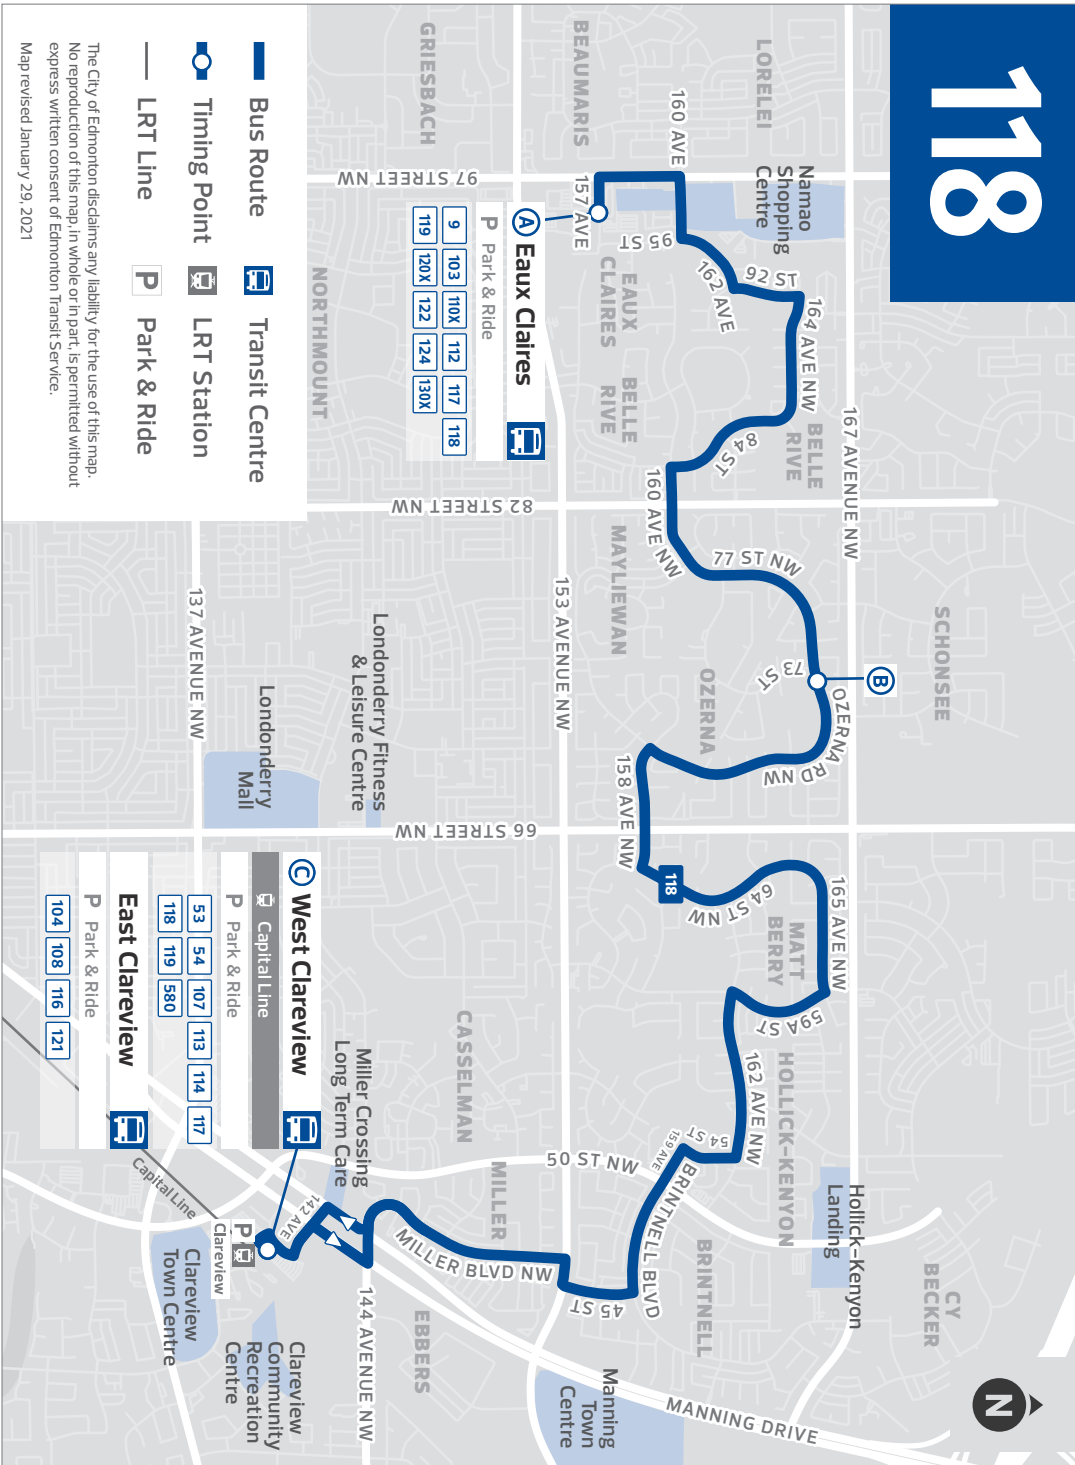 118
GRIESBACH
BEAUMARIS
LORELEI
160 AVE
97 STREET NW
157 AVE
Namao
Shopping
Centre
95 ST
162 AVE
92 ST
164 AVE NW
EAUX
CLAIRES
BELLE
RIVE
BELLE
RIVE
84 ST
167 AVENUE NW
NORTHMOUNT
A Eaux Claires
P Park & Ride
9 103 110X 112 117 118
119 120X 122 124 130X
82 STREET NW
160 AVE NW
77 ST NW
MAYLIEWAN
153 AVENUE NW
SCHONSEE
B
73 ST
OZERNA
OZERNA RD NW
158 AVE NW
66 STREET NW
137 AVENUE NW
Londonderry Fitness
& Leisure Centre
Londonderry
Mall
118
64 ST NW
165 AVE NW
MATT
BERRY
59A ST
162 AVE NW
HOLLICK-KENYON
54 ST
159 AVE
BRINTNELL BLVD
50 ST NW
Hollick-Kenyon
Landing
CASSELMAN
MILLER
BRINTNELL
CY
BECKER
45 ST
MILLER BLVD NW
Miller Crossing
Long Term Care
142 AVE
144 AVENUE NW
EBBERS
MANNING DRIVE
Manning
Town
Centre
C West Clareview
Capital Line
P Park & Ride
53 54 107 113 114 117
118 119 580
East Clareview
P Park & Ride
104 108 116 121
Capital Line
P
Clareview
Clareview
Town Centre
Clareview
Community
Recreation
Centre
N
Bus Route
Transit Centre
Timing Point
LRT Station
LRT Line
P Park & Ride
The City of Edmonton disclaims any liability for the use of this map.
No reproduction of this map, in whole or in part, is permitted without
express written consent of Edmonton Transit Service.
Map revised January 29, 2021